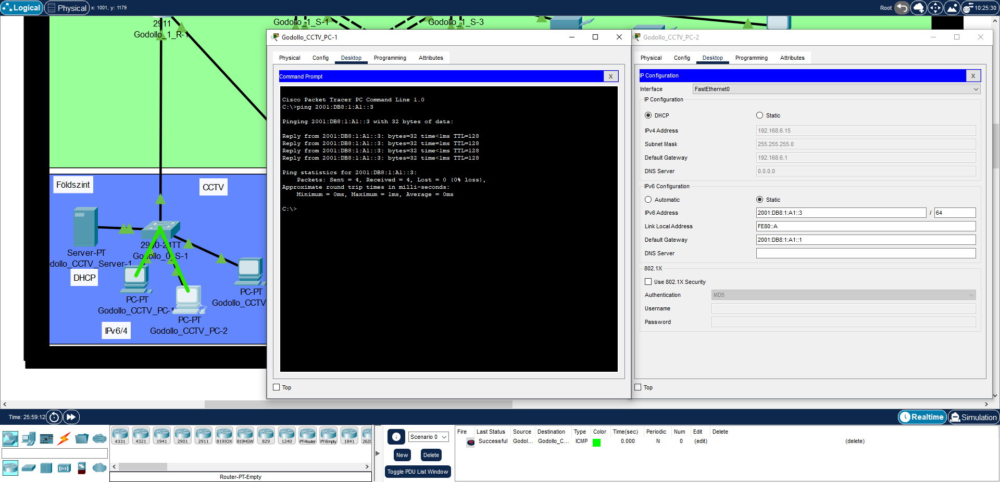 Logical
Physical
x: 1001, y: 1179
Root
10:25:30
2911
Godollo_1_R-1
Godollo_1_S-1
Godollo_1_S-3
Földszint
CCTV
2960-24TT
Godollo_0_S-1
Server-PT
dollo_CCTV_Server-1
DHCP
PC-PT
Godollo_CCTV_PC-1
PC-PT
Godollo_CCTV_PC-2
PC-PT
Godollo_CCTV
IPv6/4
Godollo_CCTV_PC-1
Physical Config Desktop Programming Attributes
Command Prompt
X
Cisco Packet Tracer PC Command Line 1.0
C:\>ping 2001:DB8:1:A1::3
Pinging 2001:DB8:1:A1::3 with 32 bytes of data:
Reply from 2001:DB8:1:A1::3: bytes=32 time<1ms TTL=128
Reply from 2001:DB8:1:A1::3: bytes=32 time=1ms TTL=128
Reply from 2001:DB8:1:A1::3: bytes=32 time<1ms TTL=128
Reply from 2001:DB8:1:A1::3: bytes=32 time<1ms TTL=128
Ping statistics for 2001:DB8:1:A1::3:
Packets: Sent = 4, Received = 4, Lost = 0 (0% loss),
Approximate round trip times in milli-seconds:
Minimum = 0ms, Maximum = 1ms, Average = 0ms
C:\>
Top
Godollo_CCTV_PC-2
Physical Config Desktop Programming Attributes
IP Configuration
X
Interface FastEthernet0
IP Configuration
DHCP Static
IPv4 Address 192.168.6.15
Subnet Mask 255.255.255.0
Default Gateway 192.168.6.1
DNS Server 0.0.0.0
IPv6 Configuration
Automatic Static
IPv6 Address 2001:DB8:1:A1::3 / 64
Link Local Address FE80::A
Default Gateway 2001:DB8:1:A1::1
DNS Server
802.1X
Use 802.1X Security
Authentication MD5
Username
Password
Top
Time: 25:59:12
Realtime
Simulation
4331 4321 1941 2901 2911 819IOX 819HGW 829 1240 PT-Router PT-Empty 1841 2620
Router-PT-Empty
Scenario 0
New
Delete
Toggle PDU List Window
Fire Last Status Source Destination Type Color Time(sec) Periodic Num Edit Delete
Successful Godol... Godollo_C... ICMP 0.000 N 0 (edit) (delete)